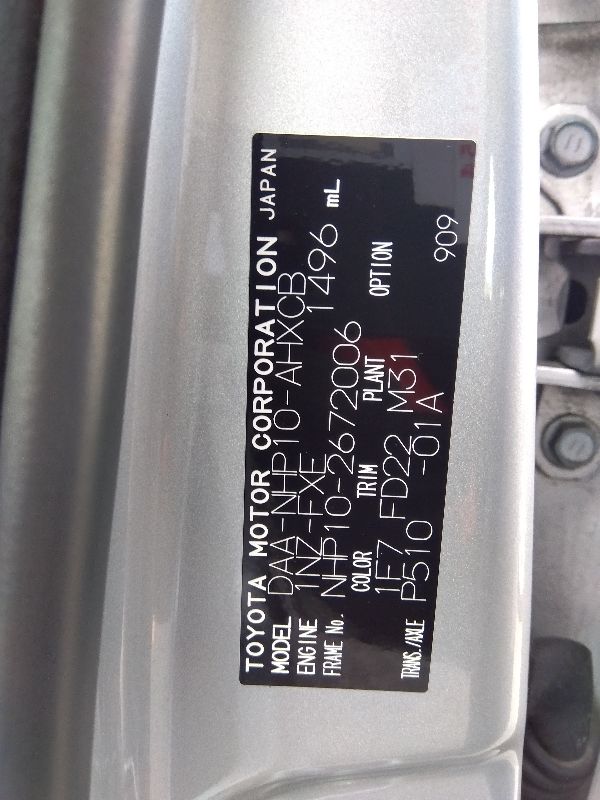 TOYOTA MOTOR CORPORATION JAPAN
MODEL DAA-NHP10-AHXCB
ENGINE 1NZ-FXE 1496 mL
FRAME No. NHP10-2672006
COLOR TRIM PLANT OPTION
1F7 FD22 M31
TRANS./AXLE P510 -01A 909